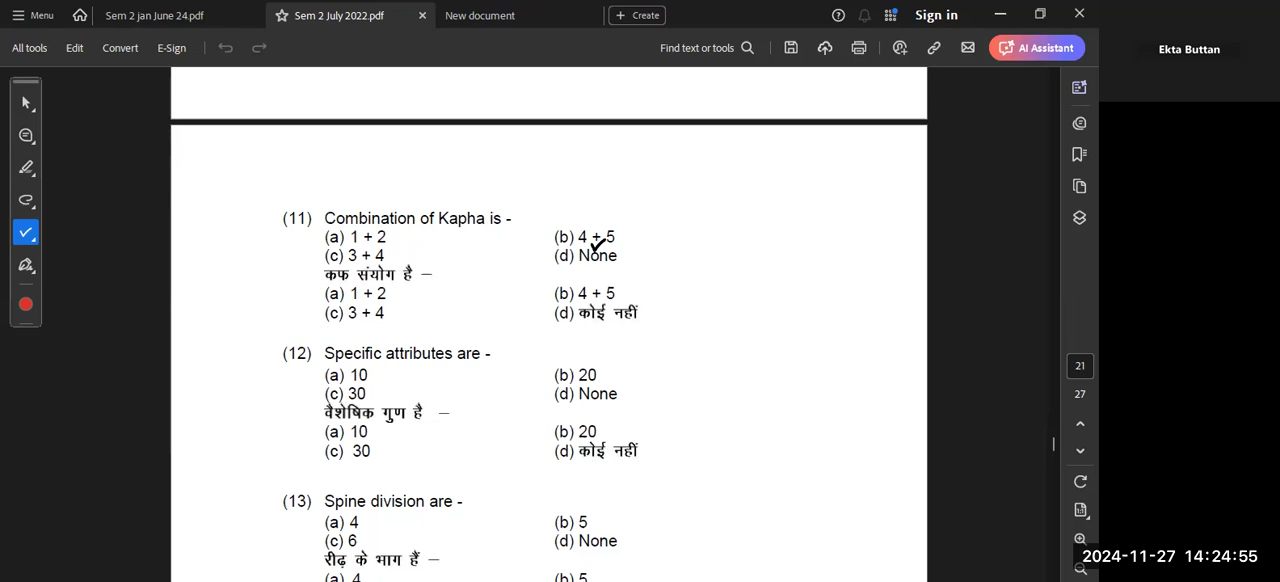 Menu Sem 2 jan June 24.pdf Sem 2 July 2022.pdf New document Create Sign in
All tools Edit Convert E-Sign Find text or tools AI Assistant
Ekta Buttan
(11) Combination of Kapha is -
(a) 1 + 2 (b) 4 + 5
(c) 3 + 4 (d) None
कफ संयोग है –
(a) 1 + 2 (b) 4 + 5
(c) 3 + 4 (d) कोई नहीं
(12) Specific attributes are -
(a) 10 (b) 20
(c) 30 (d) None
वैशेषिक गुण है –
(a) 10 (b) 20
(c) 30 (d) कोई नहीं
(13) Spine division are -
(a) 4 (b) 5
(c) 6 (d) None
रीढ़ के भाग हैं –
(a) 4 (b) 5
21
27
2024-11-27 14:24:55